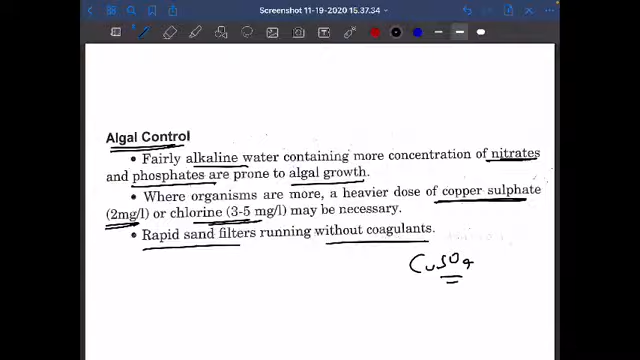 Screenshot 11-19-2020 15.37.34
Algal Control
• Fairly alkaline water containing more concentration of nitrates
and phosphates are prone to algal growth.
• Where organisms are more, a heavier dose of copper sulphate
(2mg/l) or chlorine (3-5 mg/l) may be necessary.
• Rapid sand filters running without coagulants.
CuSO4